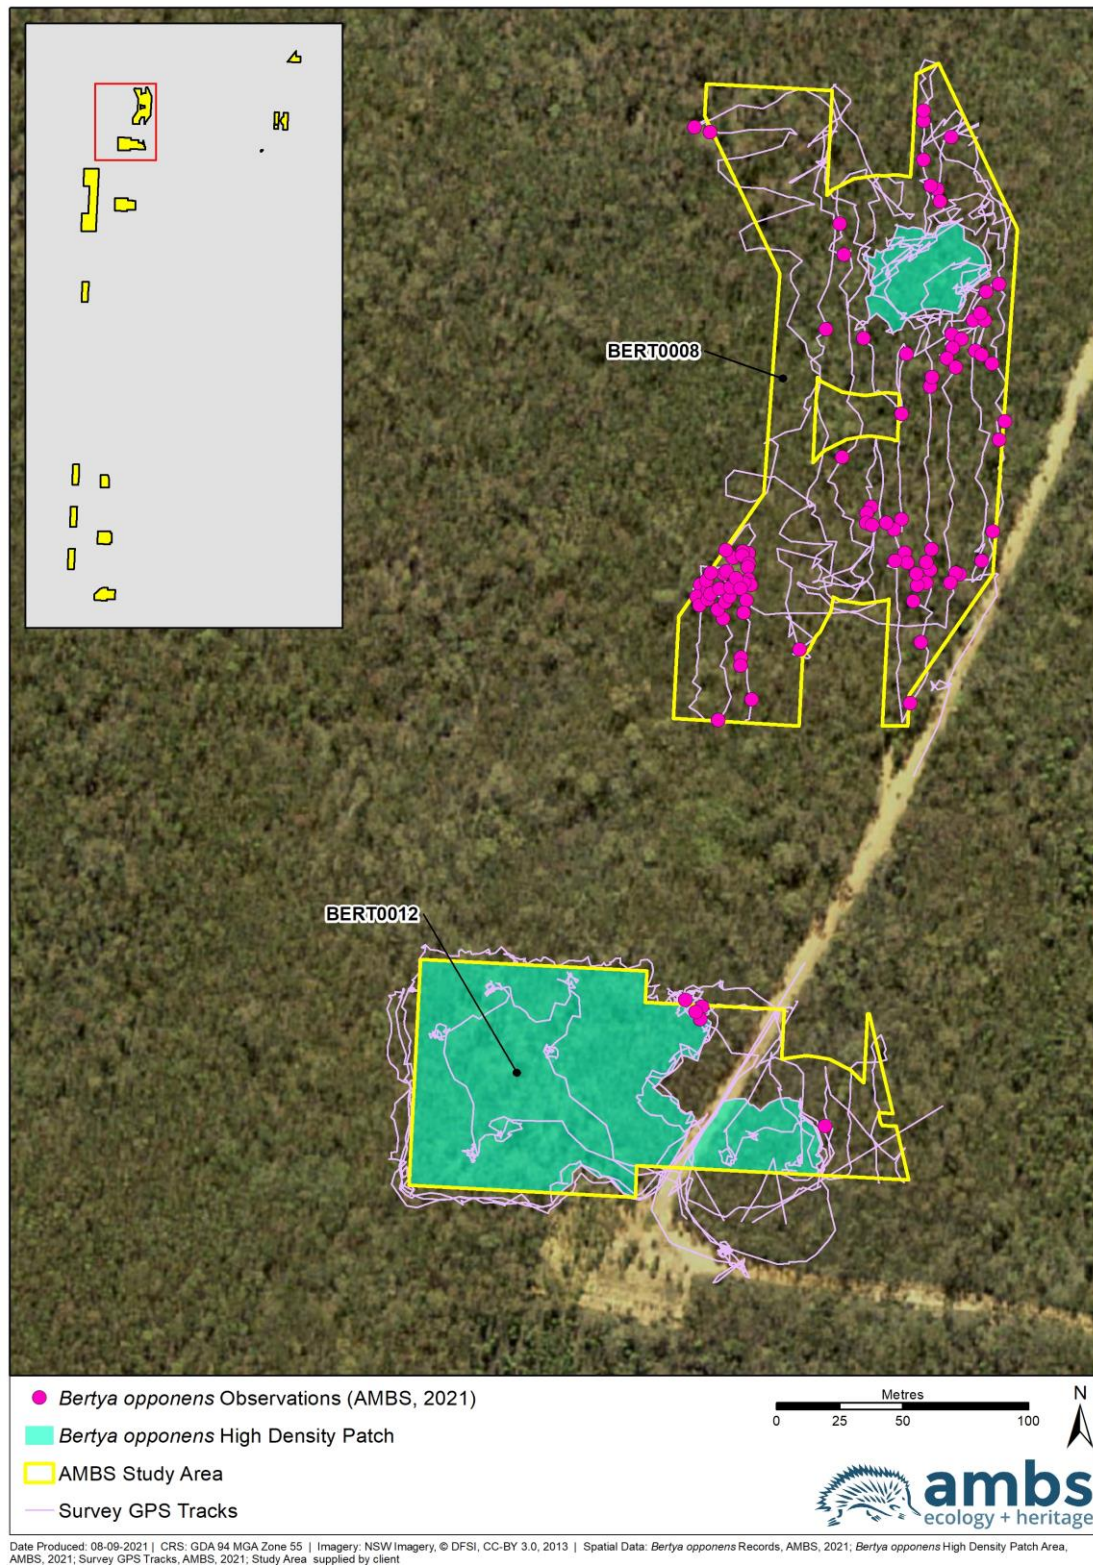 BERT0008
BERT0012
Bertya opponens Observations (AMBS, 2021)
Bertya opponens High Density Patch
AMBS Study Area
Survey GPS Tracks
Metres
0 25 50 100
N
ambs
ecology + heritage
Date Produced: 08-09-2021 | CRS: GDA 94 MGA Zone 55 | Imagery: NSW Imagery, © DFSI, CC-BY 3.0, 2013 | Spatial Data: Bertya opponens Records, AMBS, 2021; Bertya opponens High Density Patch Area,
AMBS, 2021; Survey GPS Tracks, AMBS, 2021; Study Area supplied by client